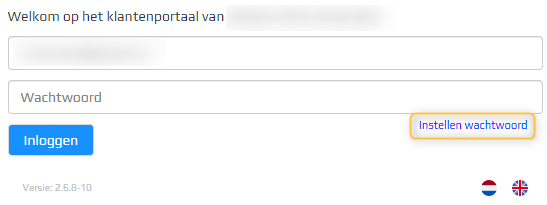 Welkom op het klantenportaal van
Wachtwoord
Instellen wachtwoord
Inloggen
Versie: 2.6.8-10